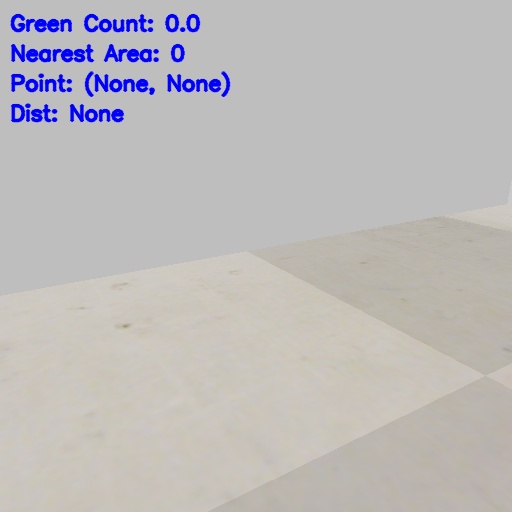 Green Count: 0.0
Nearest Area: 0
Point: (None, None)
Dist: None